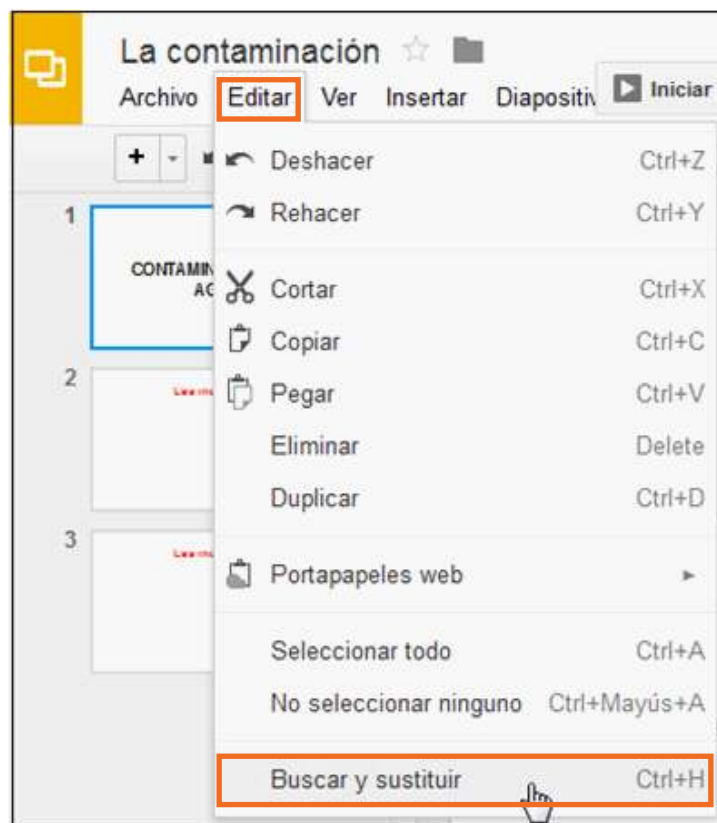 La contaminación
Archivo Editar Ver Insertar Diapositiv Iniciar
Deshacer Ctrl+Z
1 Rehacer Ctrl+Y
CONTAMIN
AG
Cortar Ctrl+X
Copiar Ctrl+C
2 Pegar Ctrl+V
Eliminar Delete
Duplicar Ctrl+D
3
Portapapeles web
Seleccionar todo Ctrl+A
No seleccionar ninguno Ctrl+Mayús+A
Buscar y sustituir Ctrl+H